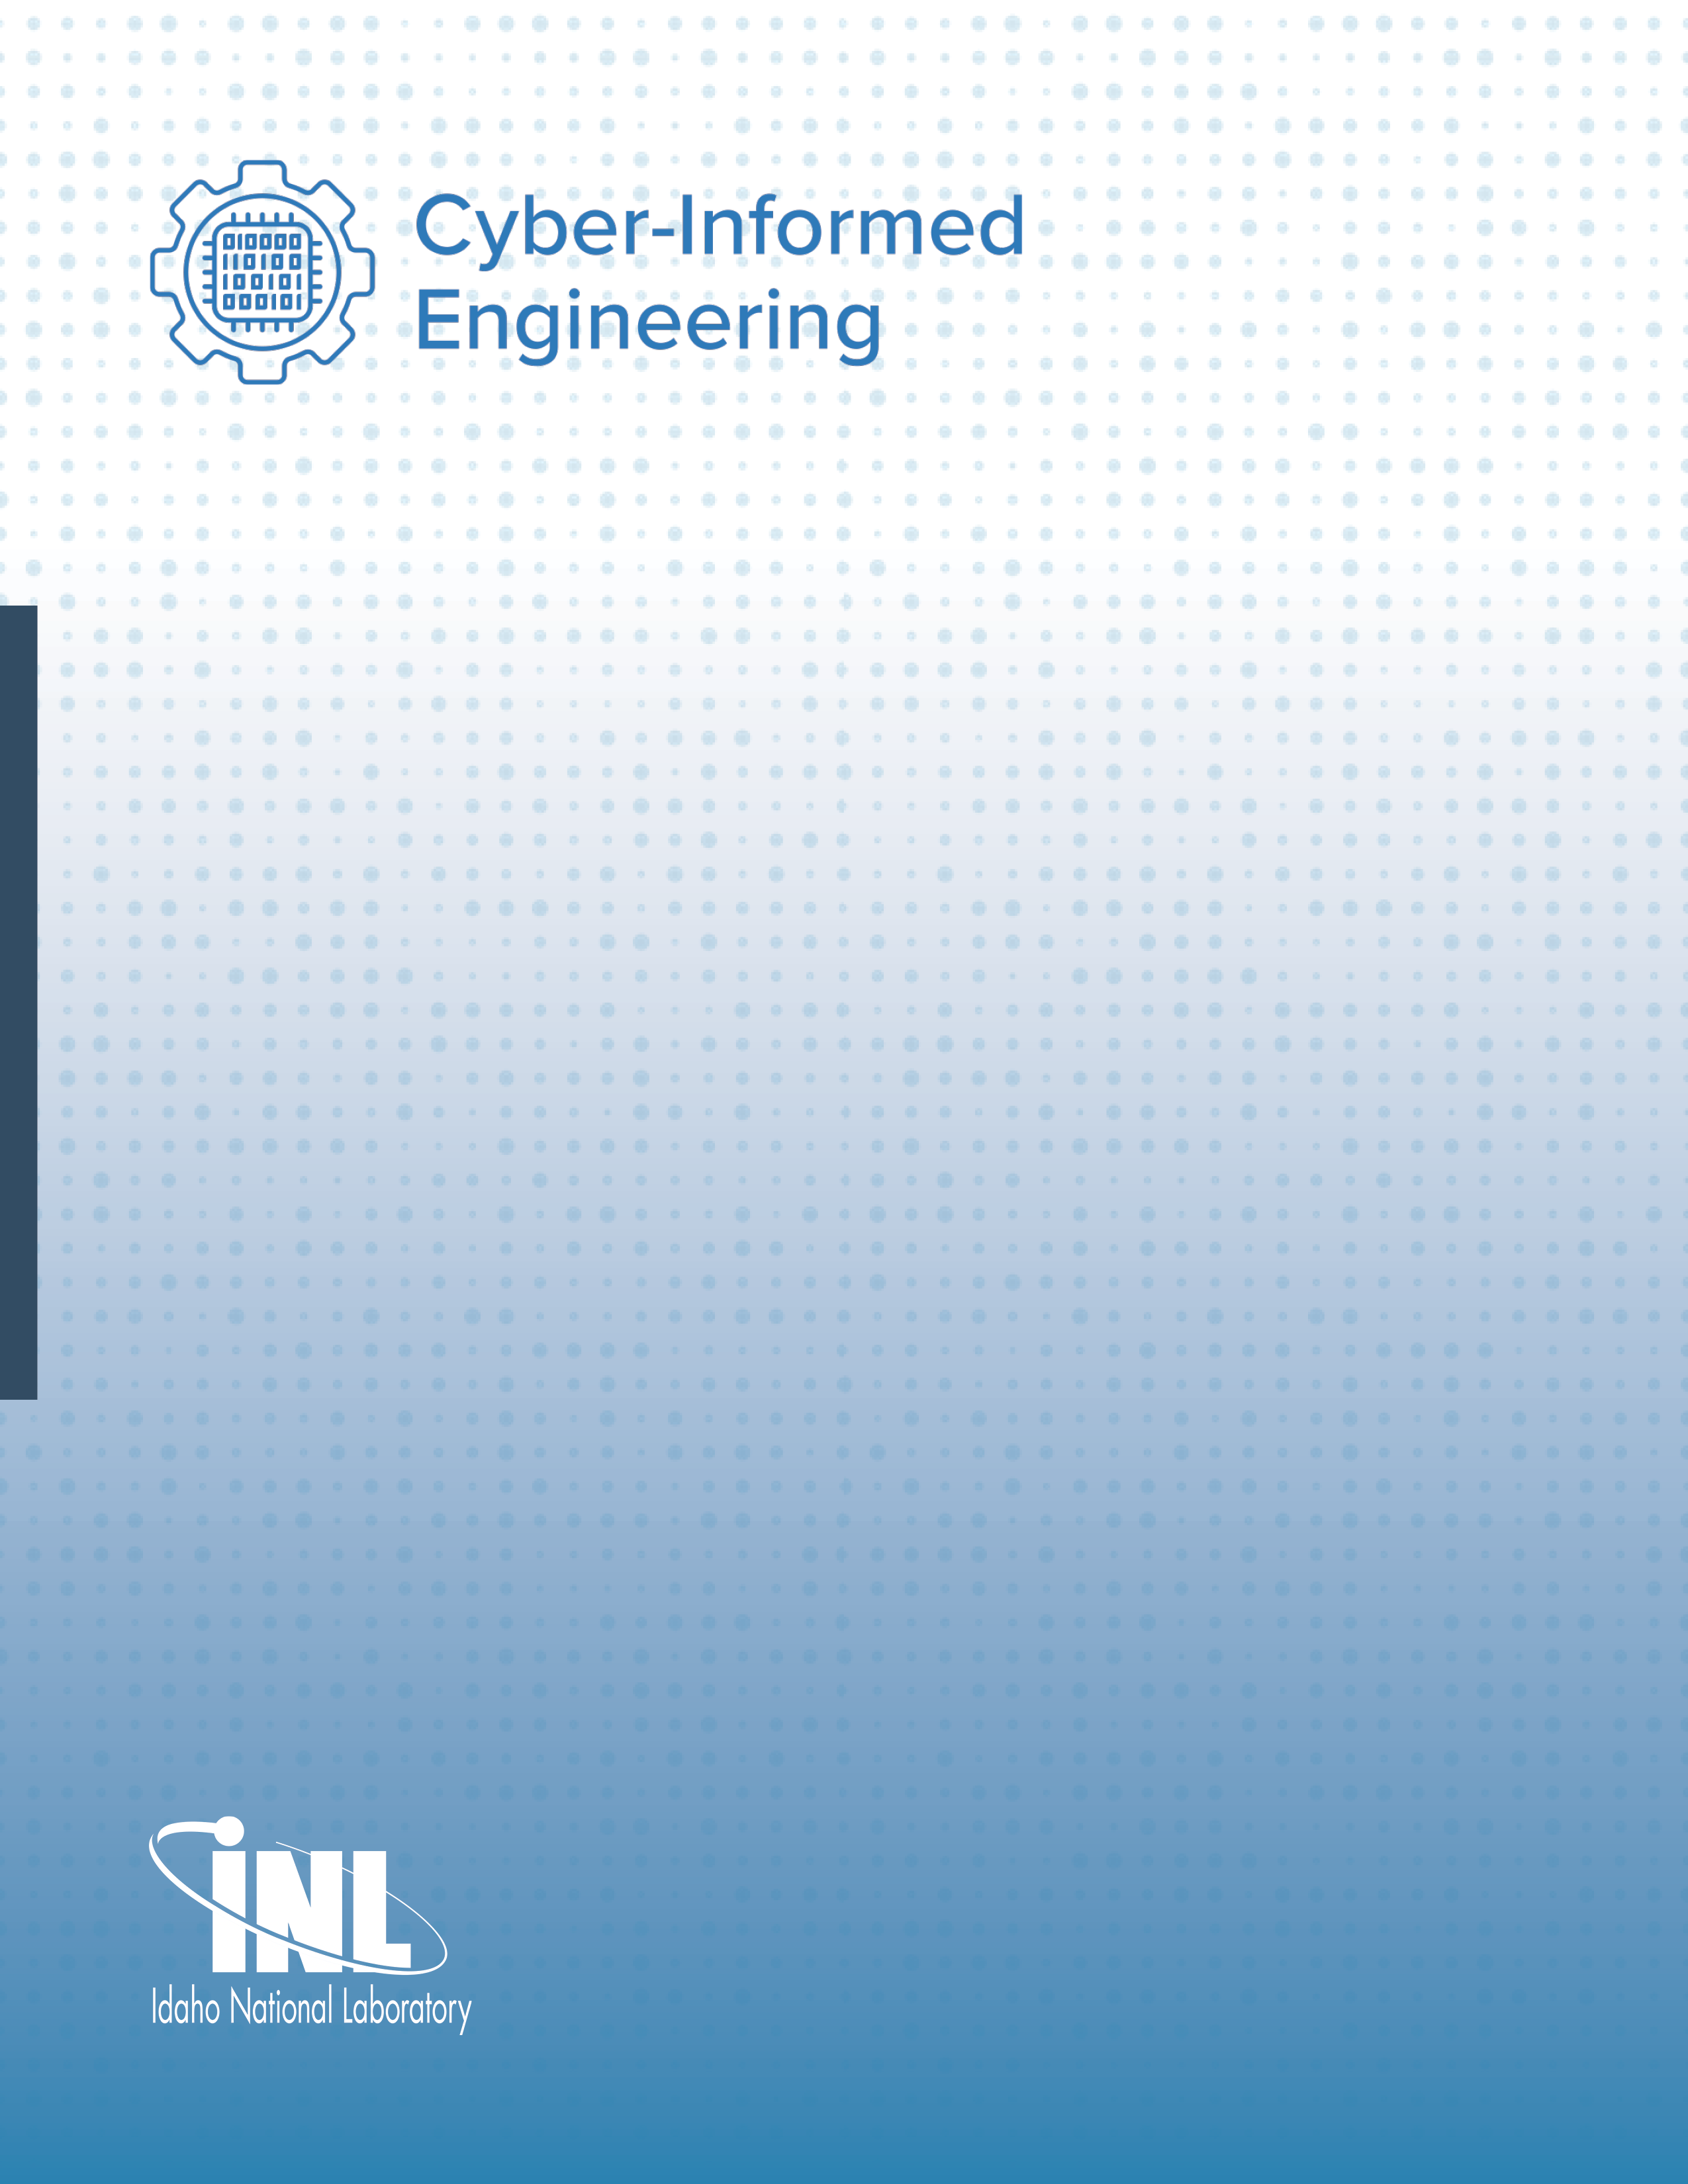 Cyber-Informed
Engineering
INL
Idaho National Laboratory